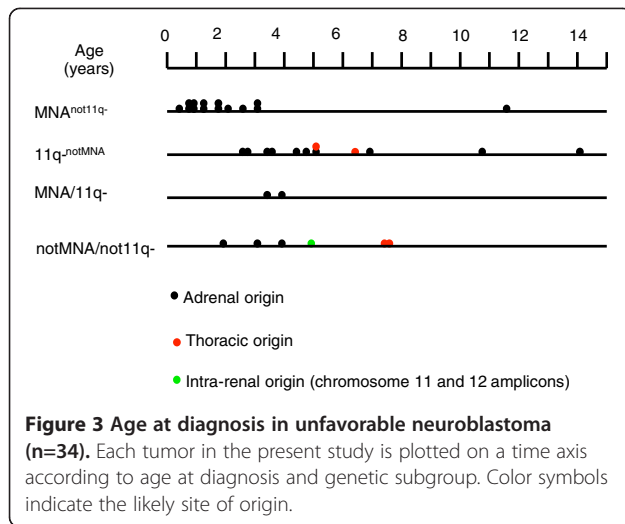 0 2 4 6 8 10 12 14
Age
(years)
MNAnot11q-
11q-notMNA
MNA/11q-
notMNA/not11q-
Adrenal origin
Thoracic origin
Intra-renal origin (chromosome 11 and 12 amplicons)
Figure 3 Age at diagnosis in unfavorable neuroblastoma
(n=34). Each tumor in the present study is plotted on a time axis
according to age at diagnosis and genetic subgroup. Color symbols
indicate the likely site of origin.